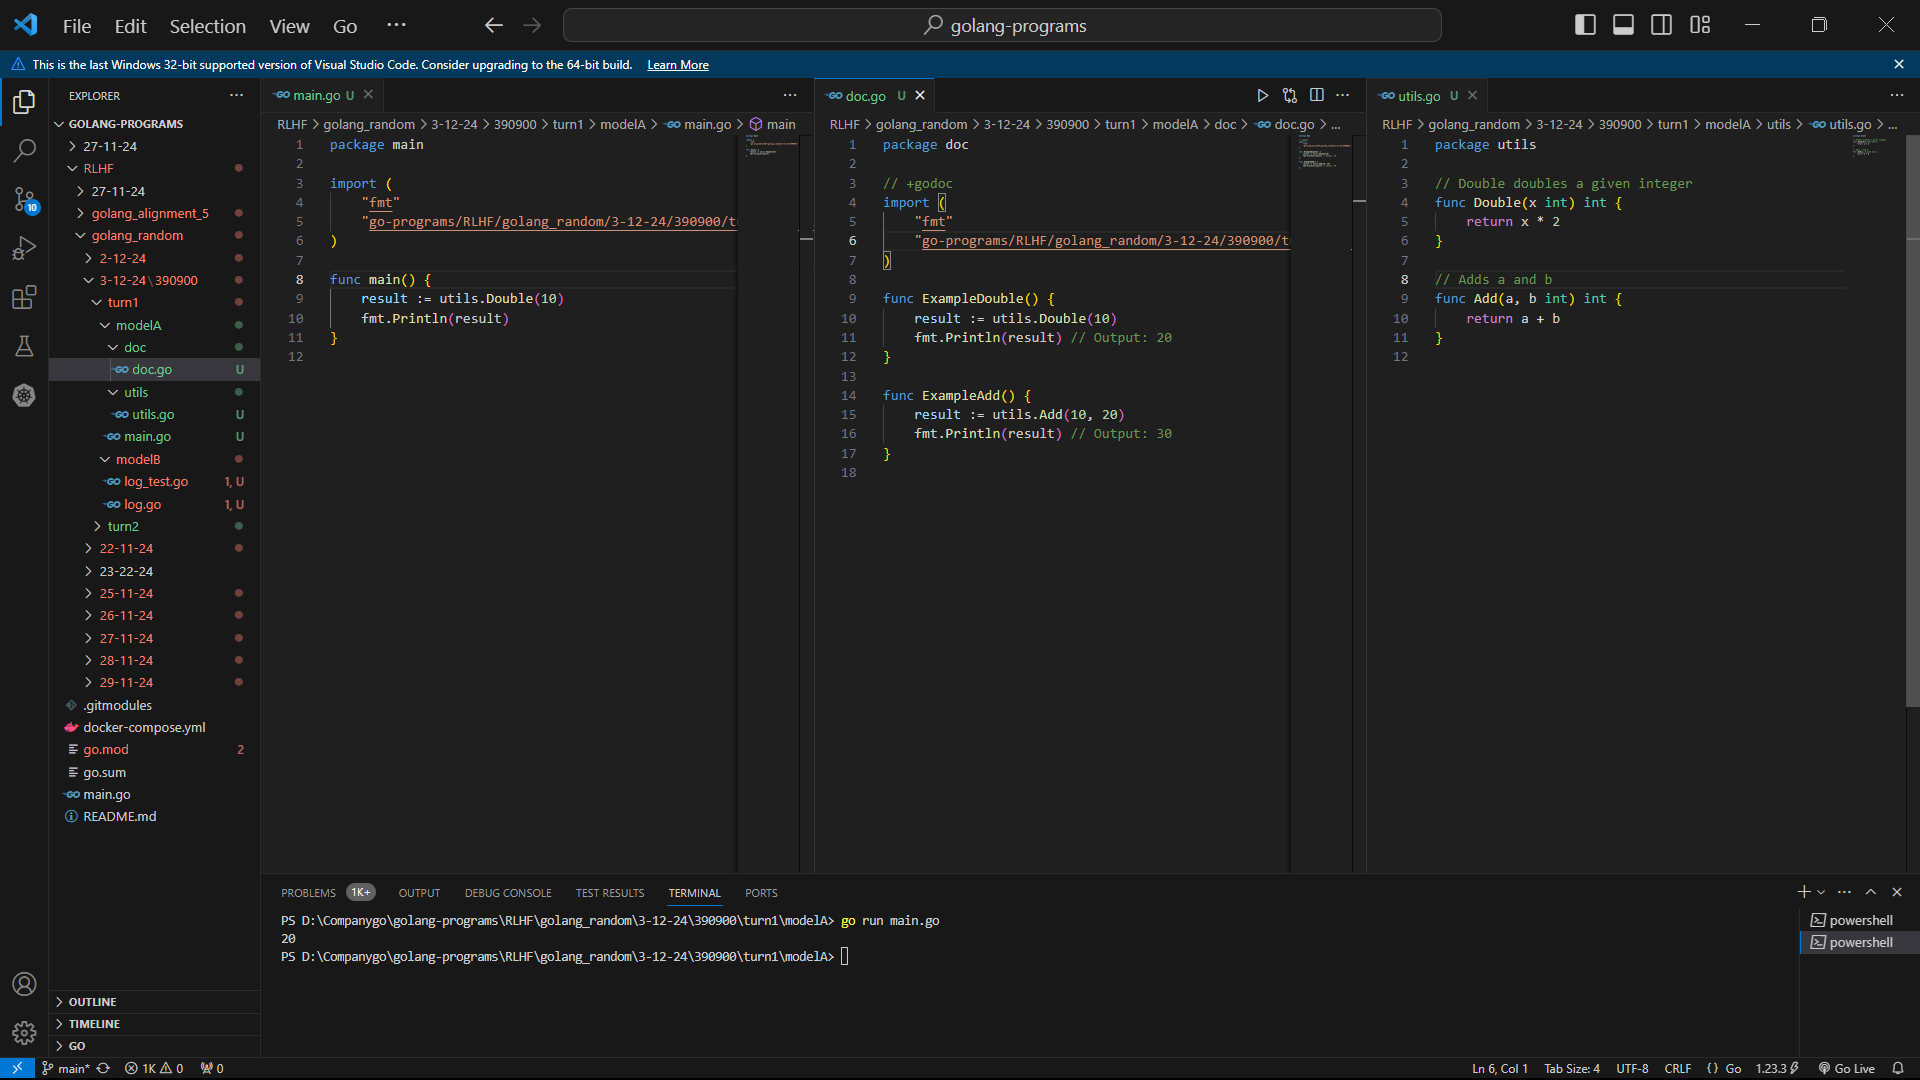 File Edit Selection View Go ···
golang-programs
This is the last Windows 32-bit supported version of Visual Studio Code. Consider upgrading to the 64-bit build. Learn More
EXPLORER
GOLANG-PROGRAMS
27-11-24
RLHF
27-11-24
golang_alignment_5
golang_random
2-12-24
3-12-24\390900
turn1
modelA
doc
doc.go U
utils
utils.go U
main.go U
modelB
log_test.go 1, U
log.go 1, U
turn2
22-11-24
23-22-24
25-11-24
26-11-24
27-11-24
28-11-24
29-11-24
.gitmodules
docker-compose.yml
go.mod 2
go.sum
main.go
README.md
OUTLINE
TIMELINE
GO
10
main.go U
RLHF > golang_random > 3-12-24 > 390900 > turn1 > modelA > main.go > main
1 package main
2
3 import (
4 "fmt"
5 "go-programs/RLHF/golang_random/3-12-24/390900/tu
6 )
7
8 func main() {
9 result := utils.Double(10)
10 fmt.Println(result)
11 }
12
doc.go U
RLHF > golang_random > 3-12-24 > 390900 > turn1 > modelA > doc > doc.go > ...
1 package doc
2
3 // +godoc
4 import (
5 "fmt"
6 "go-programs/RLHF/golang_random/3-12-24/390900/tu
7 )
8
9 func ExampleDouble() {
10 result := utils.Double(10)
11 fmt.Println(result) // Output: 20
12 }
13
14 func ExampleAdd() {
15 result := utils.Add(10, 20)
16 fmt.Println(result) // Output: 30
17 }
18
utils.go U
RLHF > golang_random > 3-12-24 > 390900 > turn1 > modelA > utils > utils.go > ...
1 package utils
2
3 // Double doubles a given integer
4 func Double(x int) int {
5 return x * 2
6 }
7
8 // Adds a and b
9 func Add(a, b int) int {
10 return a + b
11 }
12
PROBLEMS 1K+ OUTPUT DEBUG CONSOLE TEST RESULTS TERMINAL PORTS
PS D:\Companygo\golang-programs\RLHF\golang_random\3-12-24\390900\turn1\modelA> go run main.go
20
PS D:\Companygo\golang-programs\RLHF\golang_random\3-12-24\390900\turn1\modelA>
powershell
powershell
main* 1K 0 0 Ln 6, Col 1 Tab Size: 4 UTF-8 CRLF {} Go 1.23.3 Go Live